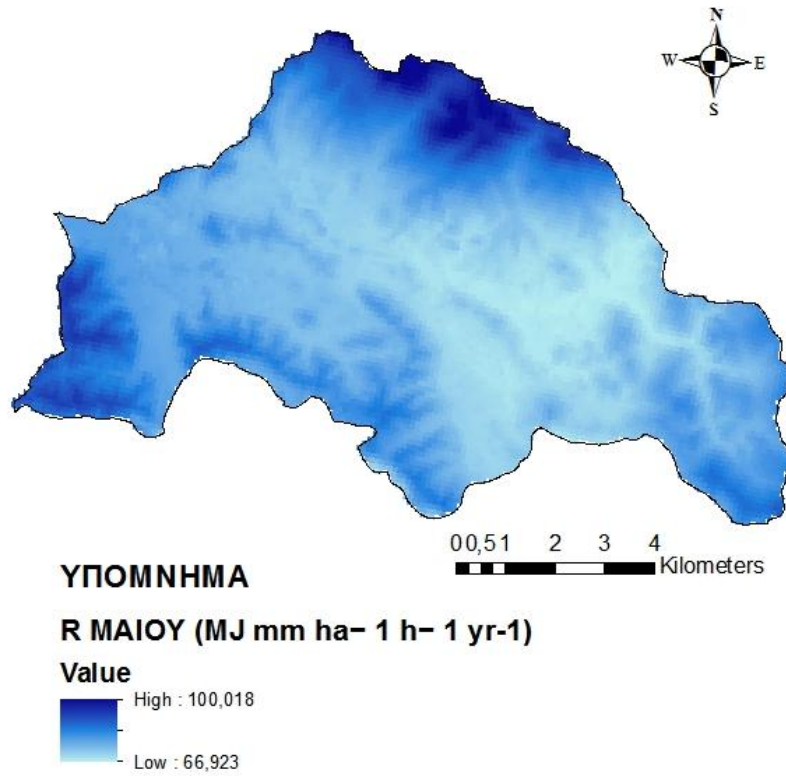 N
W E
S
0 0,5 1 2 3 4
Kilometers
ΥΠΟΜΝΗΜΑ
R ΜΑΙΟΥ (MJ mm ha− 1 h− 1 yr-1)
Value
High : 100,018
Low : 66,923